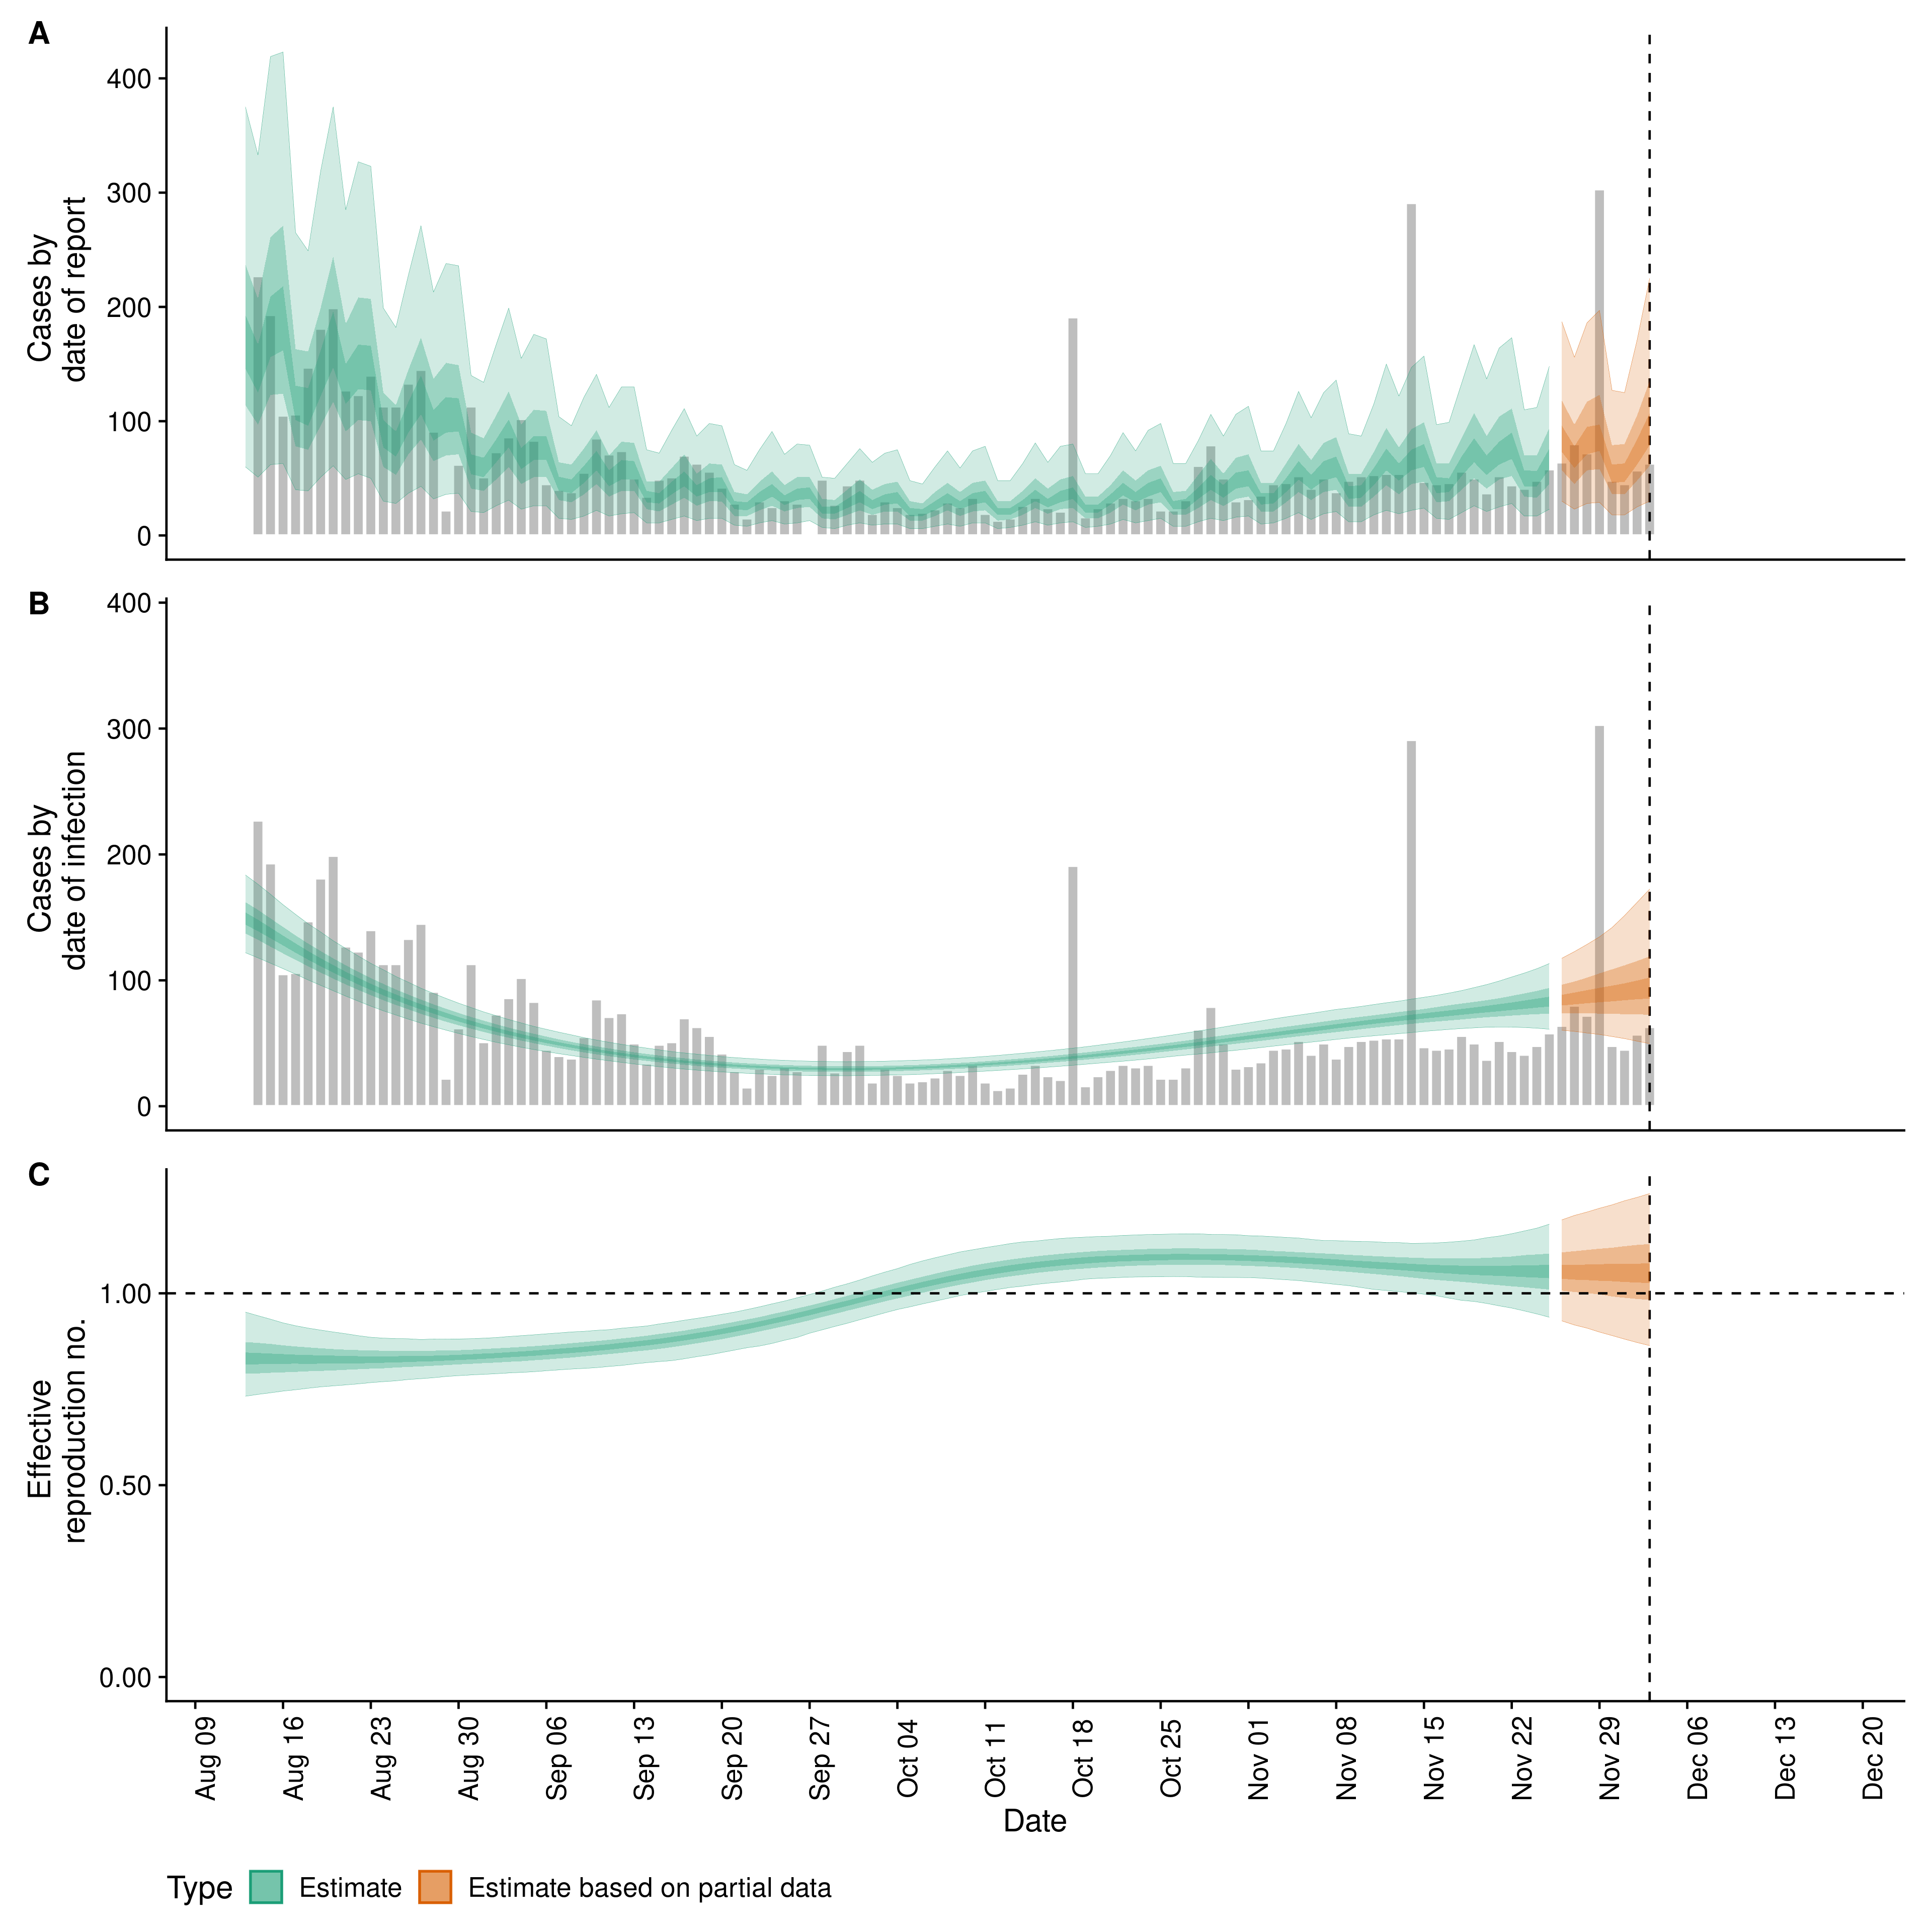 A
Cases by
date of report
400
300
200
100
0
B
Cases by
date of infection
400
300
200
100
0
C
Effective
reproduction no.
1.00
0.50
0.00
Aug 09
Aug 16
Aug 23
Aug 30
Sep 06
Sep 13
Sep 20
Sep 27
Oct 04
Oct 11
Oct 18
Oct 25
Nov 01
Nov 08
Nov 15
Nov 22
Nov 29
Dec 06
Dec 13
Dec 20
Date
Type Estimate Estimate based on partial data